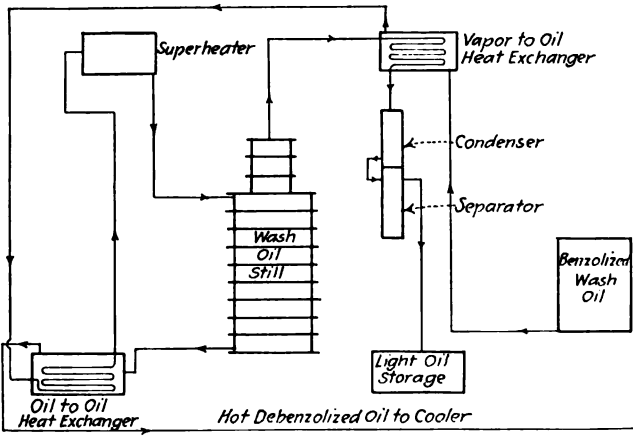 Superheater
Vapor to Oil
Heat Exchanger
Condenser
Separator
Wash
Oil
Still
Benzolized
Wash
Oil
Light Oil
Storage
Oil to Oil
Heat Exchanger
Hot Debenzolized Oil to Cooler